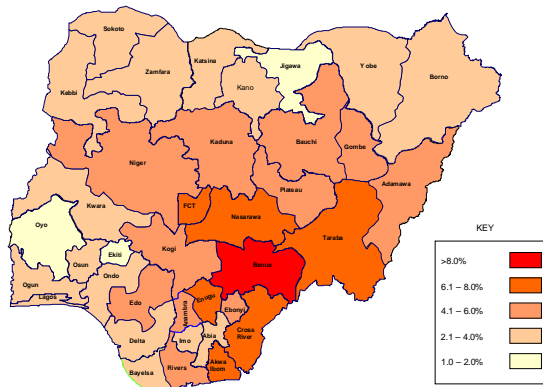 Sokoto
Katsina
Yobe
Jigawa
Borno
Zamfara
Kebbi
Kano
Kaduna
Bauchi
Gombe
Niger
Adamawa
Plateau
FCT
Kwara
Nasarawa
Oyo
Taraba
Kogi
Ekiti
Benue
Osun
Ondo
Ogun
Lagos
Edo
Enugu
Anambra
Ebonyi
Cross
River
Delta
Imo
Abia
Akwa
Ibom
Rivers
Bayelsa
KEY
>8.0%
6.1 – 8.0%
4.1 – 6.0%
2.1 – 4.0%
1.0 – 2.0%